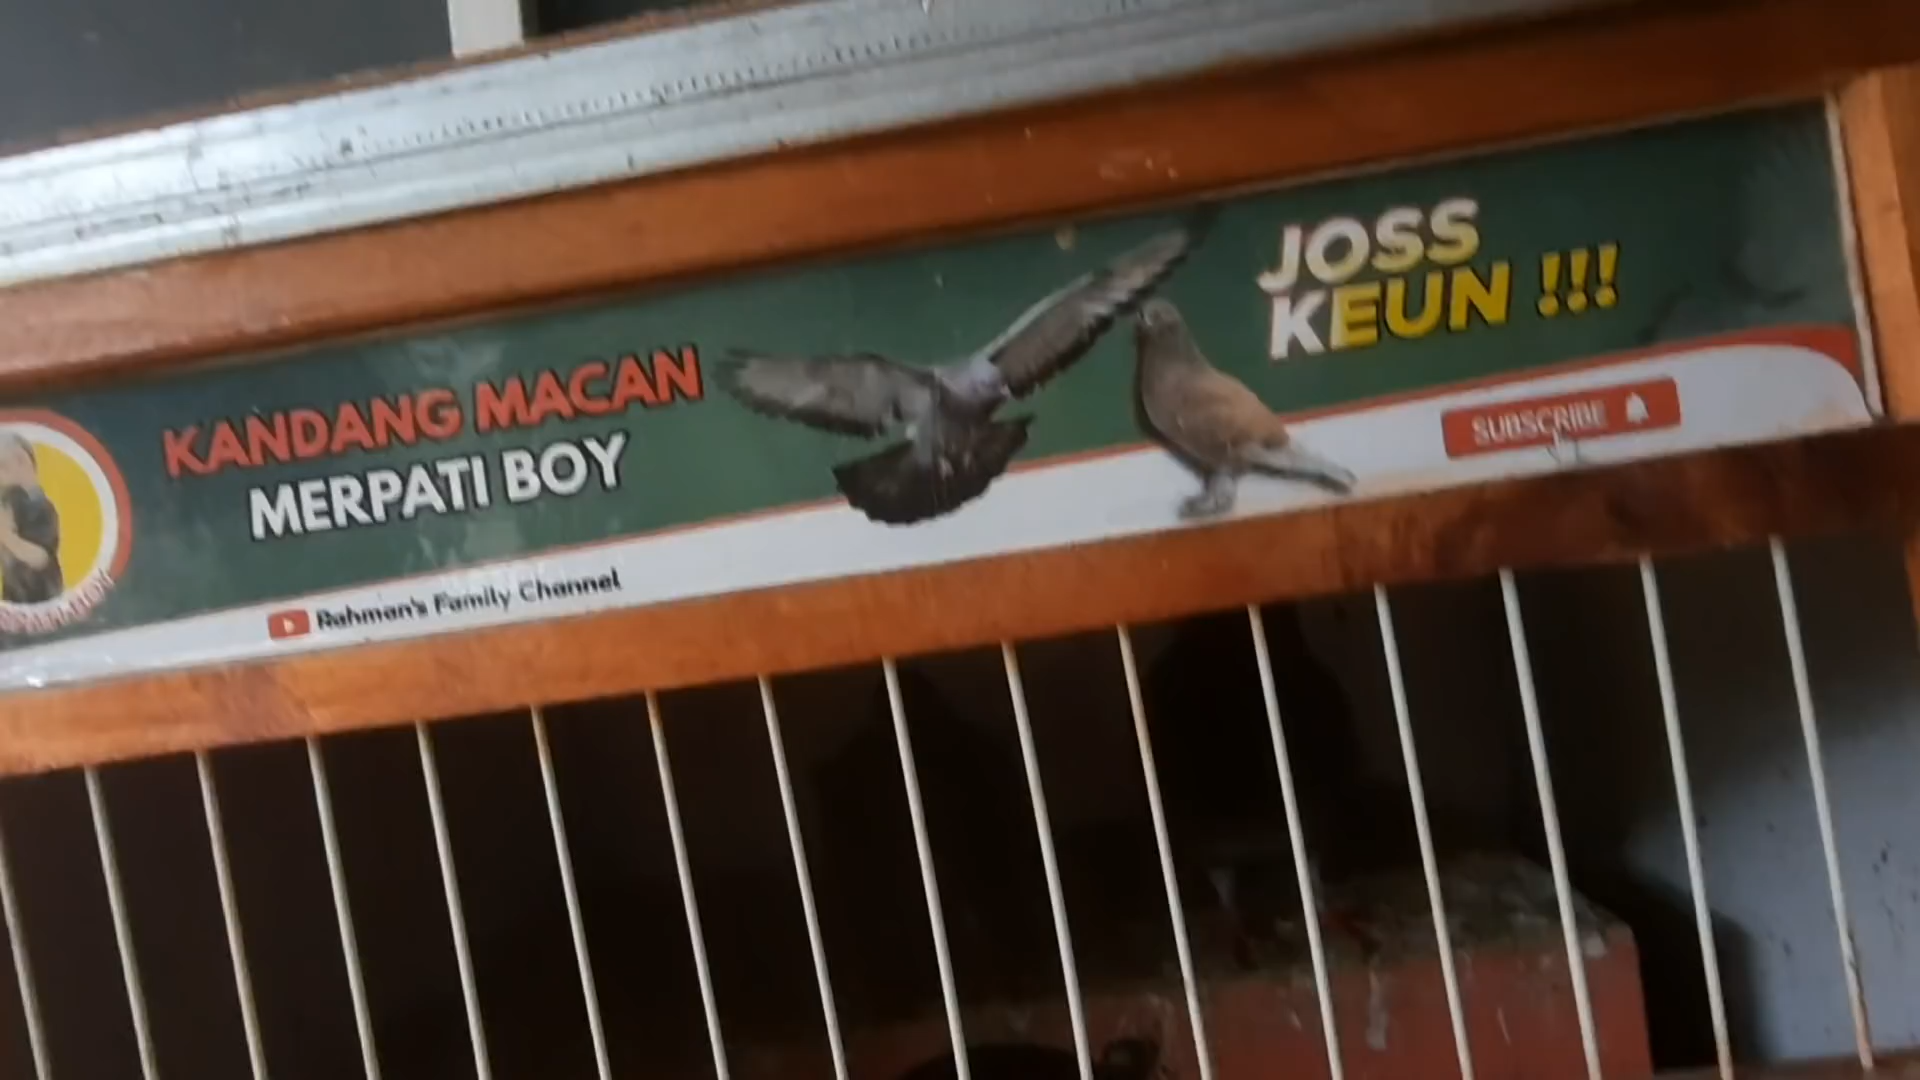 KANDANG MACAN
MERPATI BOY
Rahman's Family Channel
JOSS
KEUN !!!
SUBSCRIBE